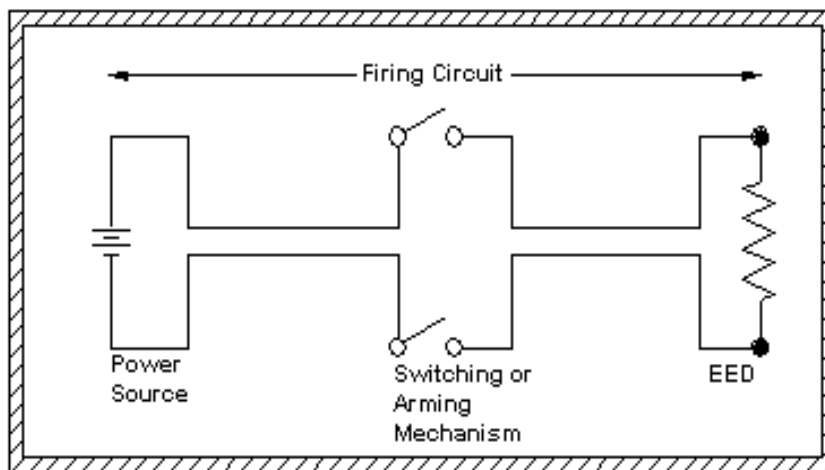 Firing Circuit
Power
Source
Switching or
Arming
Mechanism
EED